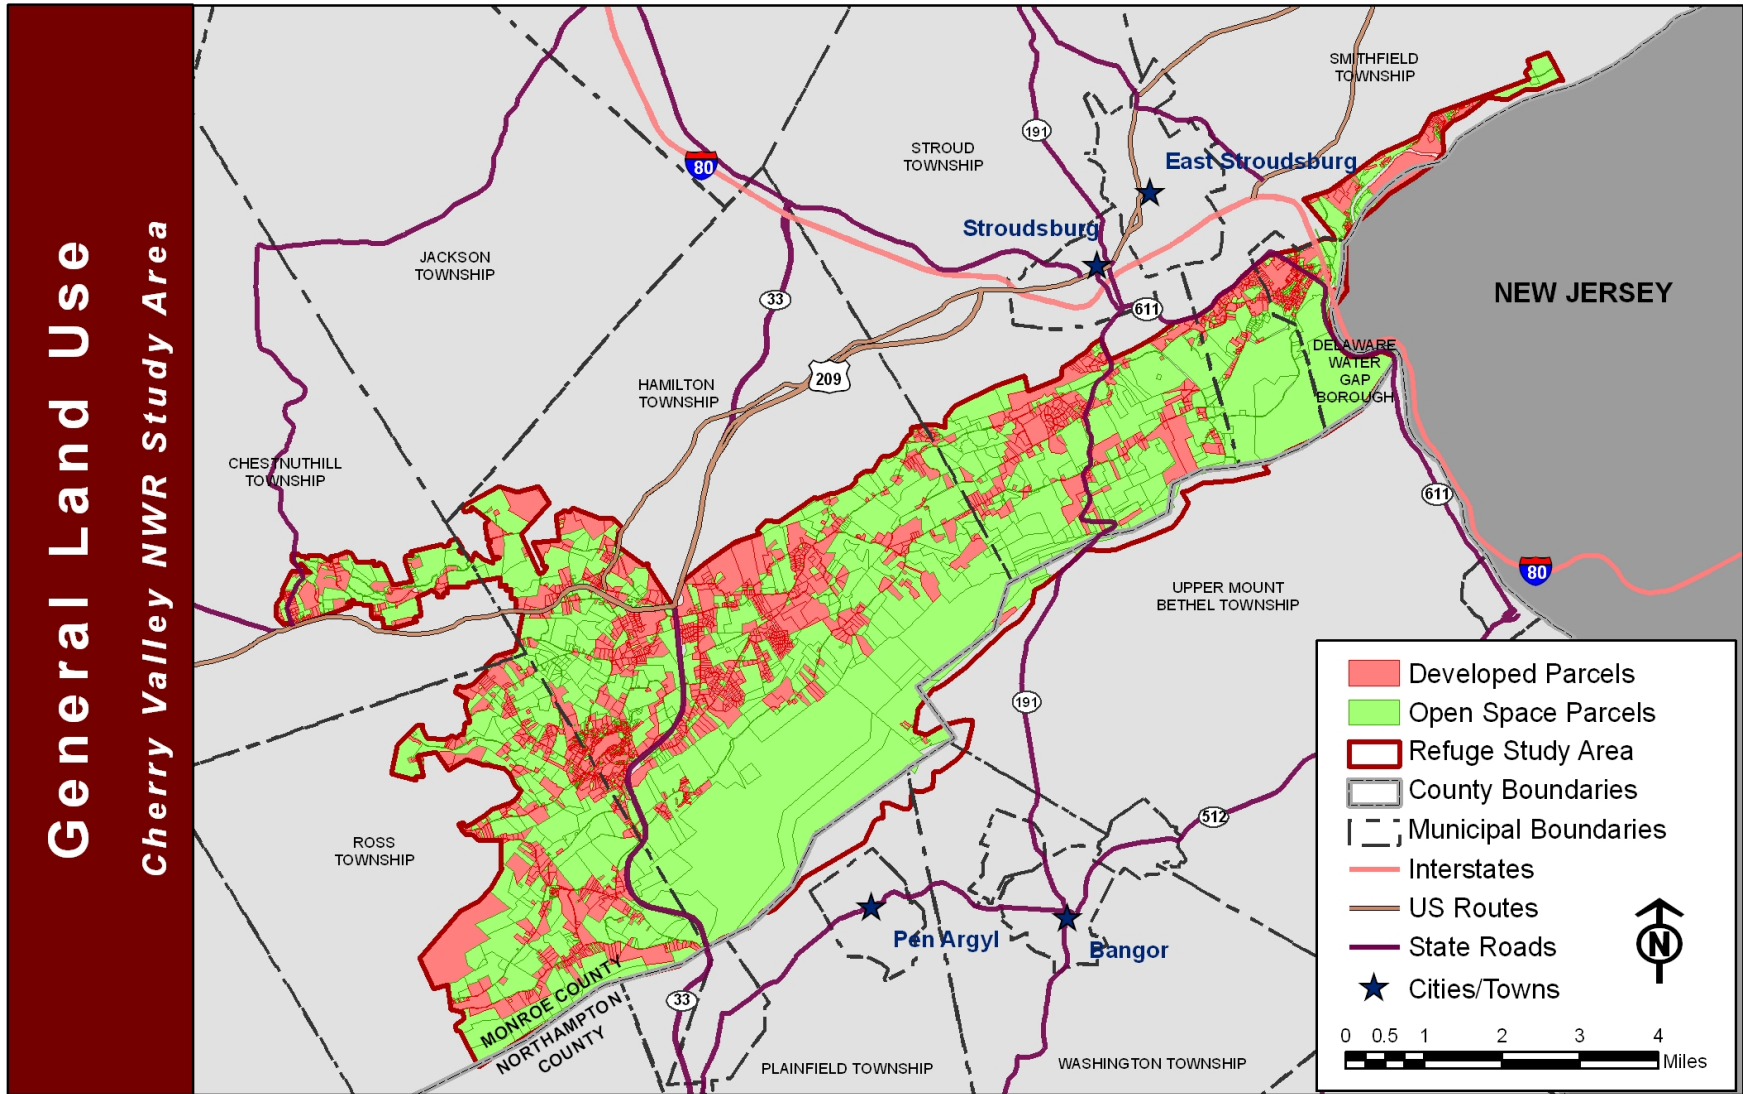 General Land Use
Cherry Valley NWR Study Area
SMITHFIELD
TOWNSHIP
191
STROUD
TOWNSHIP
80
East Stroudsburg
Stroudsburg
JACKSON
TOWNSHIP
NEW JERSEY
33
611
DELAWARE
WATER
GAP
BOROUGH
209
HAMILTON
TOWNSHIP
CHESTNUTHILL
TOWNSHIP
611
80
UPPER MOUNT
BETHEL TOWNSHIP
191
512
ROSS
TOWNSHIP
Pen Argyl
Bangor
MONROE COUNTY
NORTHAMPTON
COUNTY
33
PLAINFIELD TOWNSHIP
WASHINGTON TOWNSHIP
Developed Parcels
Open Space Parcels
Refuge Study Area
County Boundaries
Municipal Boundaries
Interstates
US Routes
State Roads
Cities/Towns
N
0 0.5 1 2 3 4
Miles